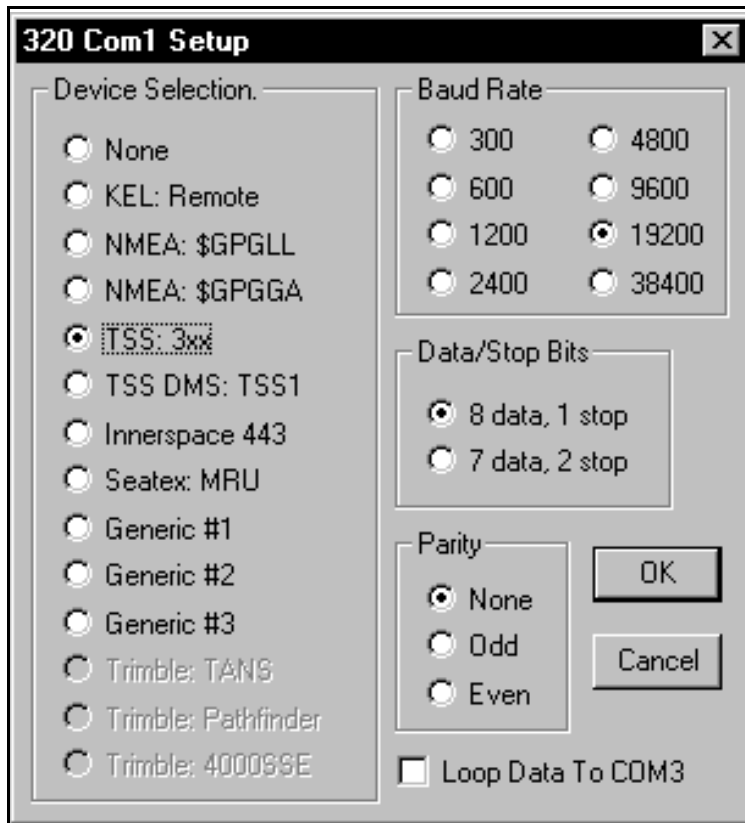 320 Com1 Setup
Device Selection.
None
KEL: Remote
NMEA: $GPGLL
NMEA: $GPGGA
TSS: 3xx
TSS DMS: TSS1
Innerspace 443
Seatex: MRU
Generic #1
Generic #2
Generic #3
Trimble: TANS
Trimble: Pathfinder
Trimble: 4000SSE
Baud Rate
300
4800
600
9600
1200
19200
2400
38400
Data/Stop Bits
8 data, 1 stop
7 data, 2 stop
Parity
None
Odd
Even
OK
Cancel
Loop Data To COM3